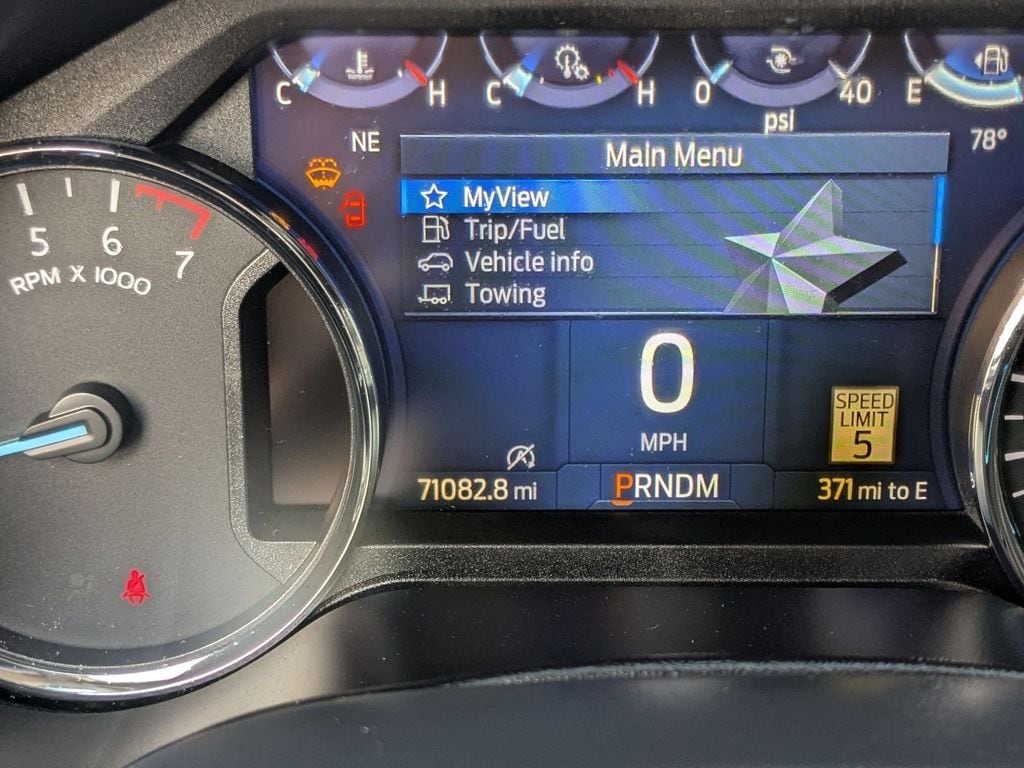 C H
C H
0 40
psi
E
NE
78°
Main Menu
MyView
Trip/Fuel
Vehicle info
Towing
5 6 7
RPM X 1000
0
MPH
SPEED
LIMIT
5
71082.8 mi
PRNDM
371 mi to E